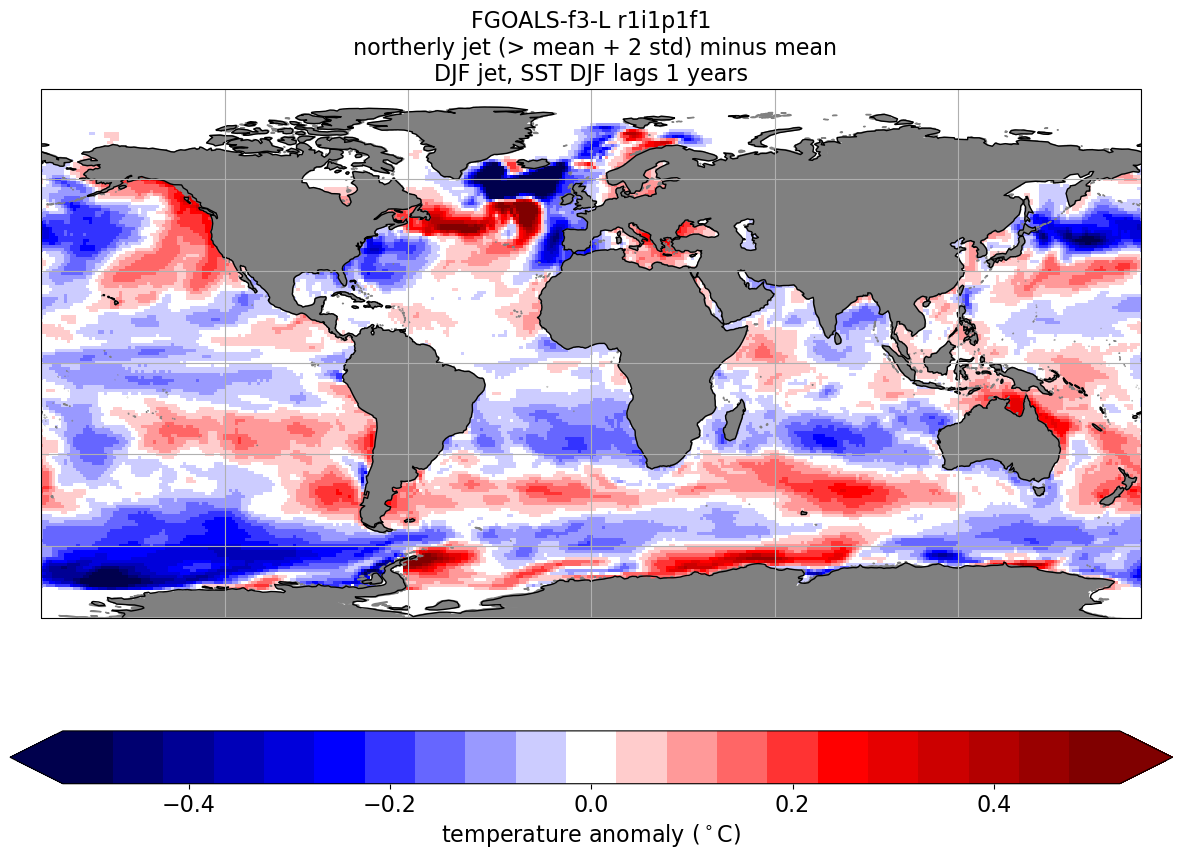 FGOALS-f3-L r1i1p1f1
northerly jet (> mean + 2 std) minus mean
DJF jet, SST DJF lags 1 years
−0.4 −0.2 0.0 0.2 0.4
temperature anomaly (°C)